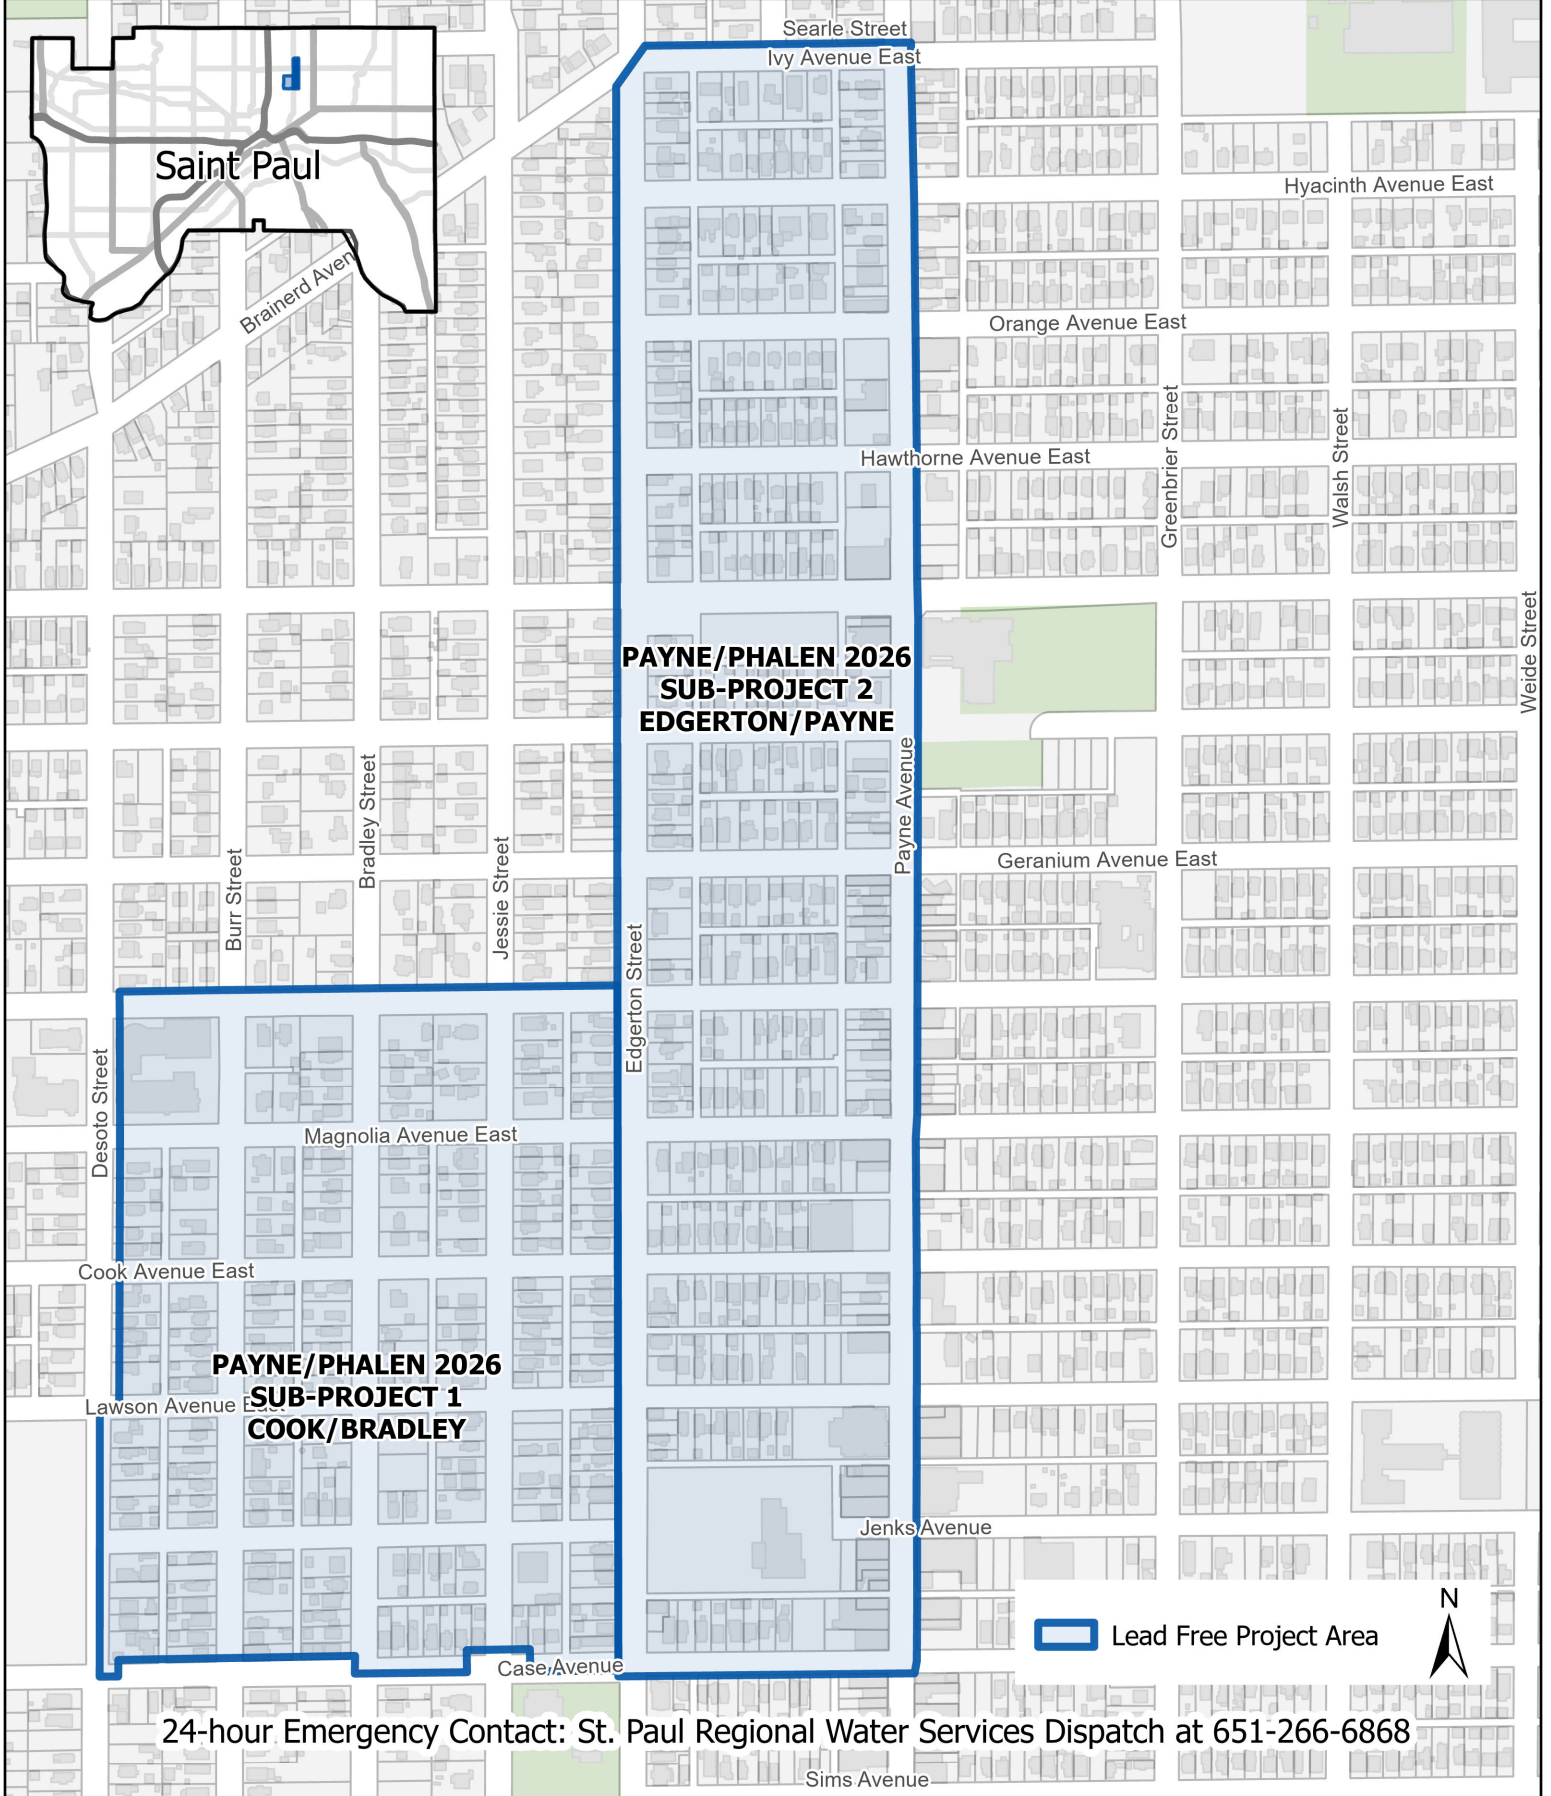 Searle Street
Ivy Avenue East
Saint Paul
Hyacinth Avenue East
Brainerd Aven
Orange Avenue East
Hawthorne Avenue East
Greenbrier Street
Walsh Street
Weide Street
PAYNE/PHALEN 2026
SUB-PROJECT 2
EDGERTON/PAYNE
Payne Avenue
Bradley Street
Burr Street
Jessie Street
Geranium Avenue East
Edgerton Street
Desoto Street
Magnolia Avenue East
Cook Avenue East
PAYNE/PHALEN 2026
SUB-PROJECT 1
COOK/BRADLEY
Lawson Avenue East
Jenks Avenue
N
Lead Free Project Area
Case Avenue
24-hour Emergency Contact: St. Paul Regional Water Services Dispatch at 651-266-6868
Sims Avenue